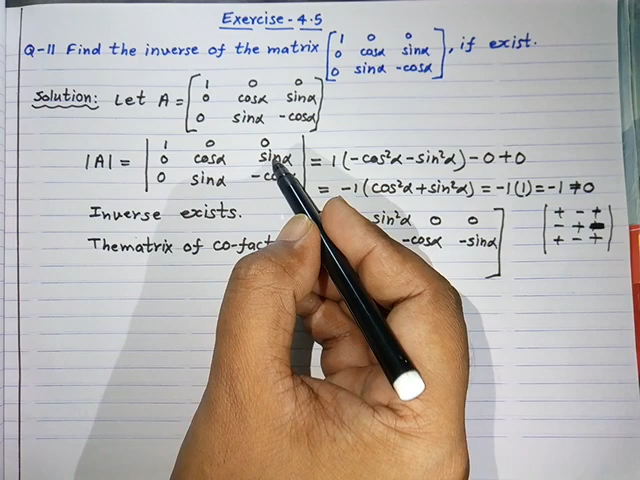 Exercise-4.5
Q-11 Find the inverse of the matrix [1 0 0 0 cosα sinα 0 sinα -cosα], if exist.
Solution: Let A = [1 0 0 0 cosα sinα 0 sinα -cosα]
|A| = |1 0 0 0 cosα sinα 0 sinα| = 1(-cos²α-sin²α)-0+0
= -1(cos²α+sin²α) = -1(1) = -1 ≠ 0
Inverse exists.
Thematrix of co-fact sin²α 0 0
-cosα -sinα
+ - +
- + -
+ - +